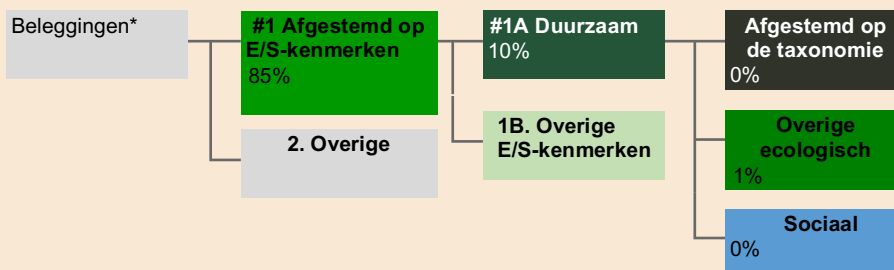 Beleggingen*
#1 Afgestemd op
E/S-kenmerken
85%
2. Overige
#1A Duurzaam
10%
1B. Overige
E/S-kenmerken
Afgestemd op
de taxonomie
0%
Overige
ecologisch
1%
Sociaal
0%